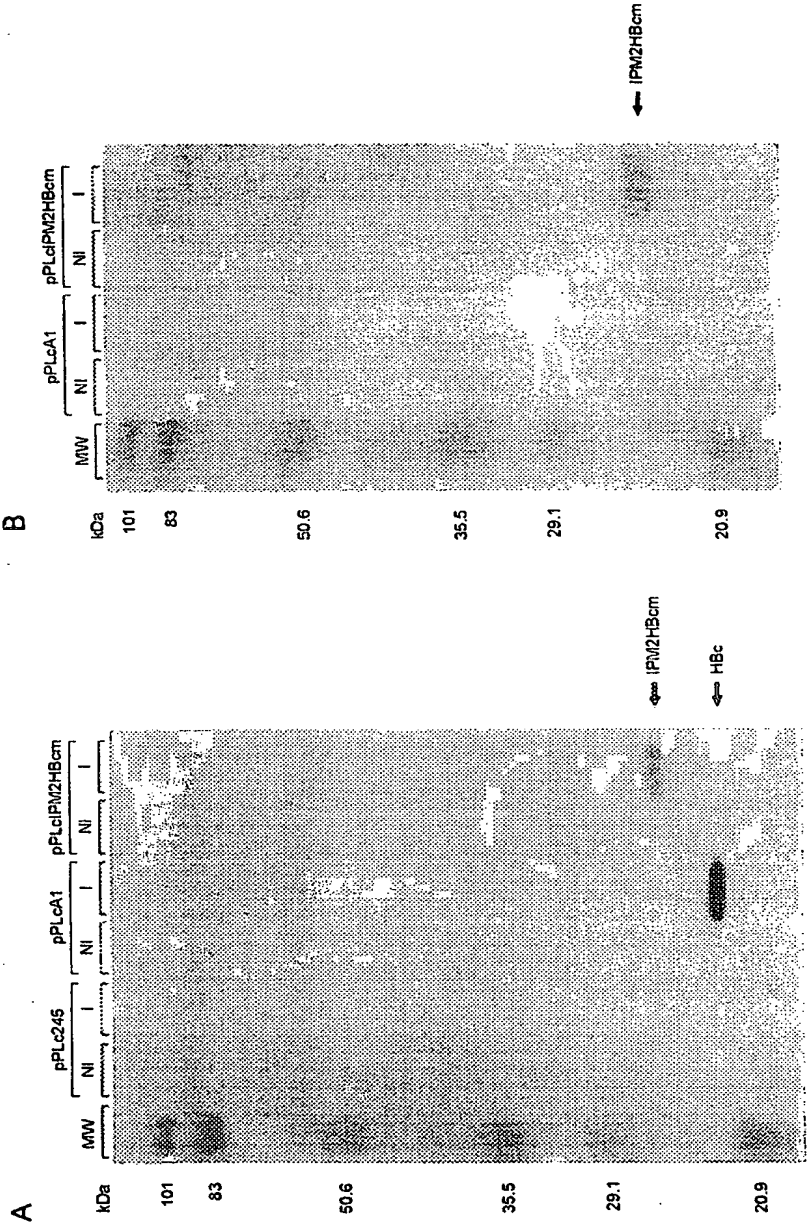 A
kDa
MW
pPLc245
pPLcA1
pPLcIPM2HBcm
NI
I
NI
I
NI
I
101
83
50.6
35.5
29.1
20.9
IPM2HBcm
HBc
B
kDa
MW
pPLcA1
pPLcIPM2HBcm
NI
I
NI
I
101
83
50.6
35.5
29.1
20.9
IPM2HBcm